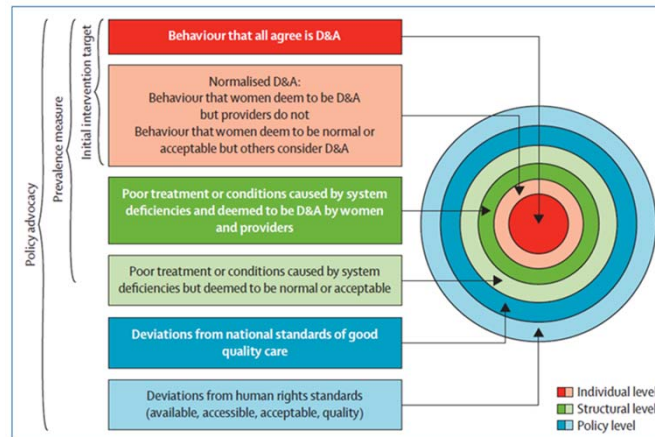 Policy advocacy
Prevalence measure
Initial intervention target
Behaviour that all agree is D&A
Normalised D&A:
Behaviour that women deem to be D&A
but providers do not
Behaviour that women deem to be normal or
acceptable but others consider D&A
Poor treatment or conditions caused by system
deficiencies and deemed to be D&A by women
and providers
Poor treatment or conditions caused by system
deficiencies but deemed to be normal or acceptable
Deviations from national standards of good
quality care
Deviations from human rights standards
(available, accessible, acceptable, quality)
Individual level
Structural level
Policy level